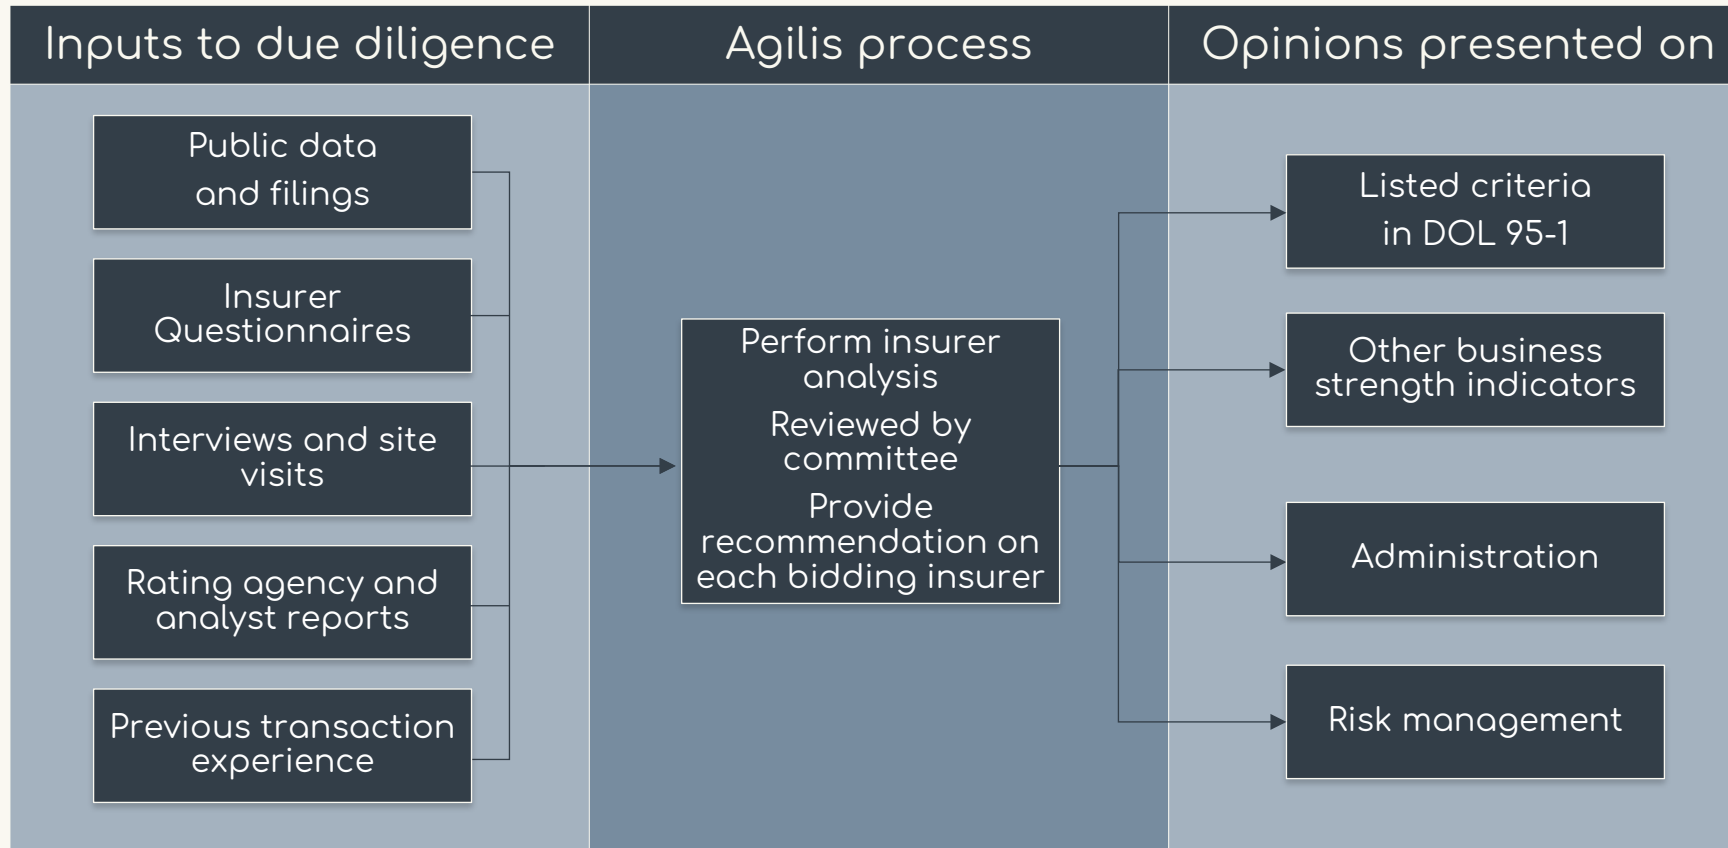 Inputs to due diligence
Agilis process
Opinions presented on
Public data
and filings
Insurer
Questionnaires
Interviews and site
visits
Rating agency and
analyst reports
Previous transaction
experience
Perform insurer
analysis
Reviewed by
committee
Provide
recommendation on
each bidding insurer
Listed criteria
in DOL 95-1
Other business
strength indicators
Administration
Risk management